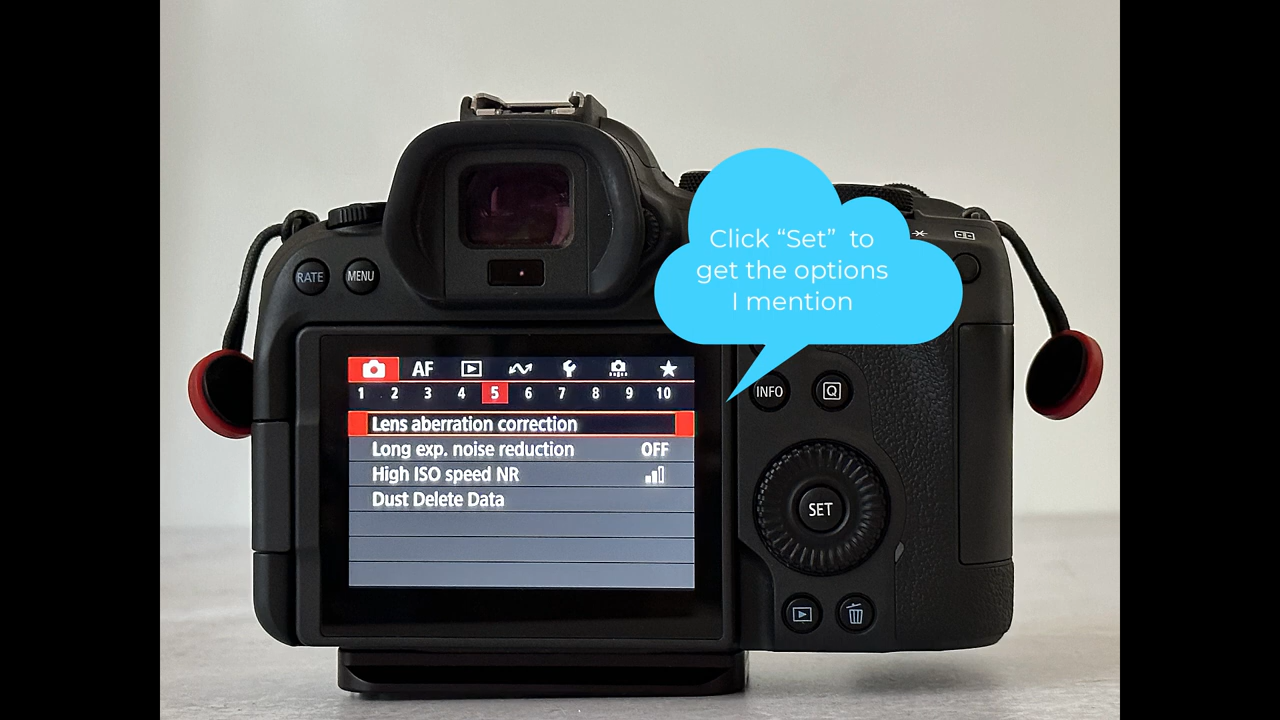 Click “Set” to
get the options
I mention
RATE MENU
AF
1 2 3 4 5 6 7 8 9 10
Lens aberration correction
Long exp. noise reduction OFF
High ISO speed NR
Dust Delete Data
INFO Q
SET